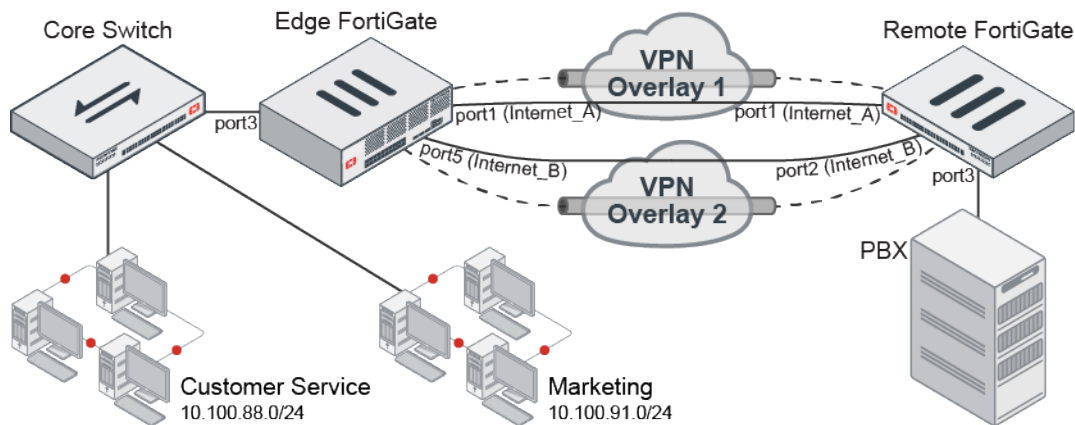 Core Switch
Edge FortiGate
VPN
Overlay 1
Remote FortiGate
port3
port1 (Internet_A)
port1 (Internet_A)
port5 (Internet_B)
port2 (Internet_B)
VPN
Overlay 2
port3
PBX
Customer Service
10.100.88.0/24
Marketing
10.100.91.0/24